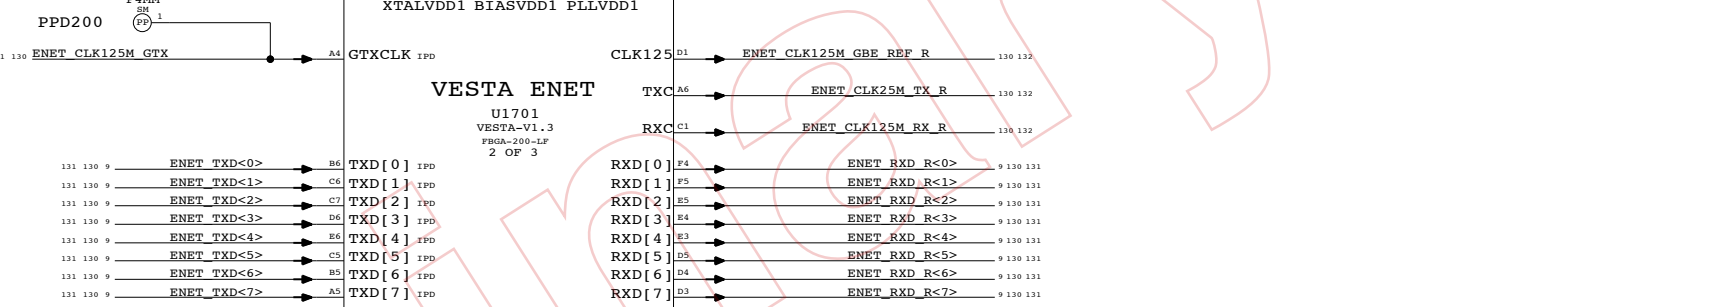 P4MM
SM
XTALVDD1 BIASVDD1 PLLVDD1
PPD200 PP 1
1 130 ENET_CLK125M_GTX A4 GTXCLK IPD CLK125 D1 ENET_CLK125M_GBE_REF_R 130 132
VESTA ENET TXC A6 ENET_CLK25M_TX_R 130 132
U1701
VESTA-V1.3 RXC C1 ENET_CLK125M_RX_R 130 132
FBGA-200-LF
2 OF 3
131 130 9 ENET_TXD<0> B6 TXD[0] IPD RXD[0] F4 ENET_RXD_R<0> 9 130 131
131 130 9 ENET_TXD<1> C6 TXD[1] IPD RXD[1] F5 ENET_RXD_R<1> 9 130 131
131 130 9 ENET_TXD<2> C7 TXD[2] IPD RXD[2] E5 ENET_RXD_R<2> 9 130 131
131 130 9 ENET_TXD<3> D6 TXD[3] IPD RXD[3] E4 ENET_RXD_R<3> 9 130 131
131 130 9 ENET_TXD<4> E6 TXD[4] IPD RXD[4] E3 ENET_RXD_R<4> 9 130 131
131 130 9 ENET_TXD<5> C5 TXD[5] IPD RXD[5] D5 ENET_RXD_R<5> 9 130 131
131 130 9 ENET_TXD<6> B5 TXD[6] IPD RXD[6] D4 ENET_RXD_R<6> 9 130 131
131 130 9 ENET_TXD<7> A5 TXD[7] IPD RXD[7] D3 ENET_RXD_R<7> 9 130 131